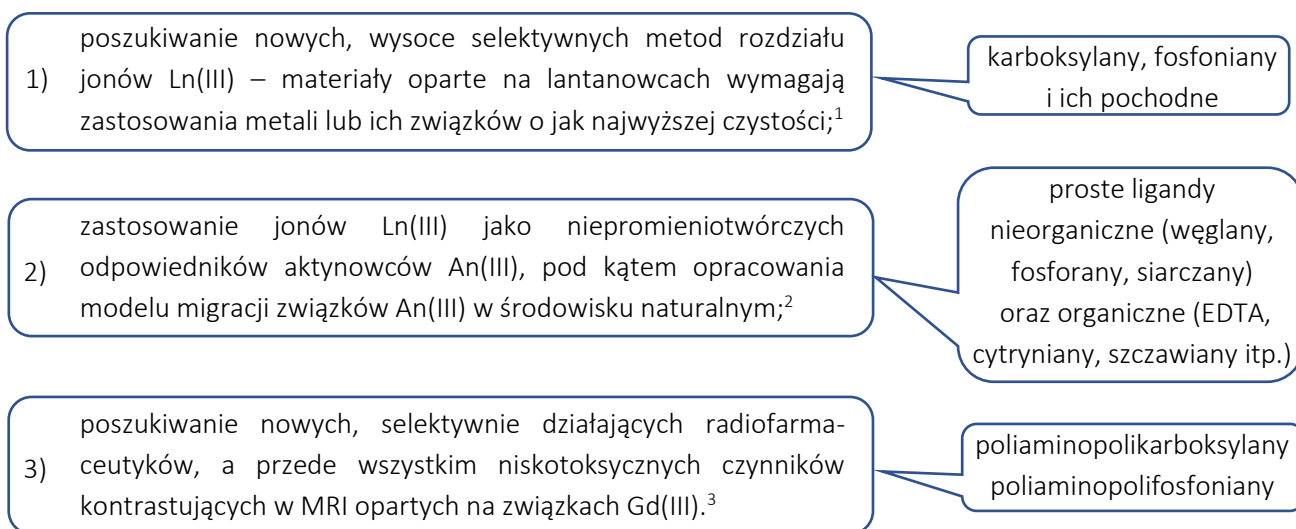 1) poszukiwanie nowych, wysoce selektywnych metod rozdziału
jonów Ln(III) – materiały oparte na lantanowcach wymagają
zastosowania metali lub ich związków o jak najwyższej czystości;1
karboksylany, fosfoniany
i ich pochodne
2) zastosowanie jonów Ln(III) jako niepromieniotwórczych
odpowiedników aktynowców An(III), pod kątem opracowania
modelu migracji związków An(III) w środowisku naturalnym;2
proste ligandy
nieorganiczne (węglany,
fosforany, siarczany)
oraz organiczne (EDTA,
cytryniany, szczawiany itp.)
3) poszukiwanie nowych, selektywnie działających radiofarma-
ceutyków, a przede wszystkim niskotoksycznych czynników
kontrastujących w MRI opartych na związkach Gd(III).3
poliaminopolikarboksylany
poliaminopolifosfoniany